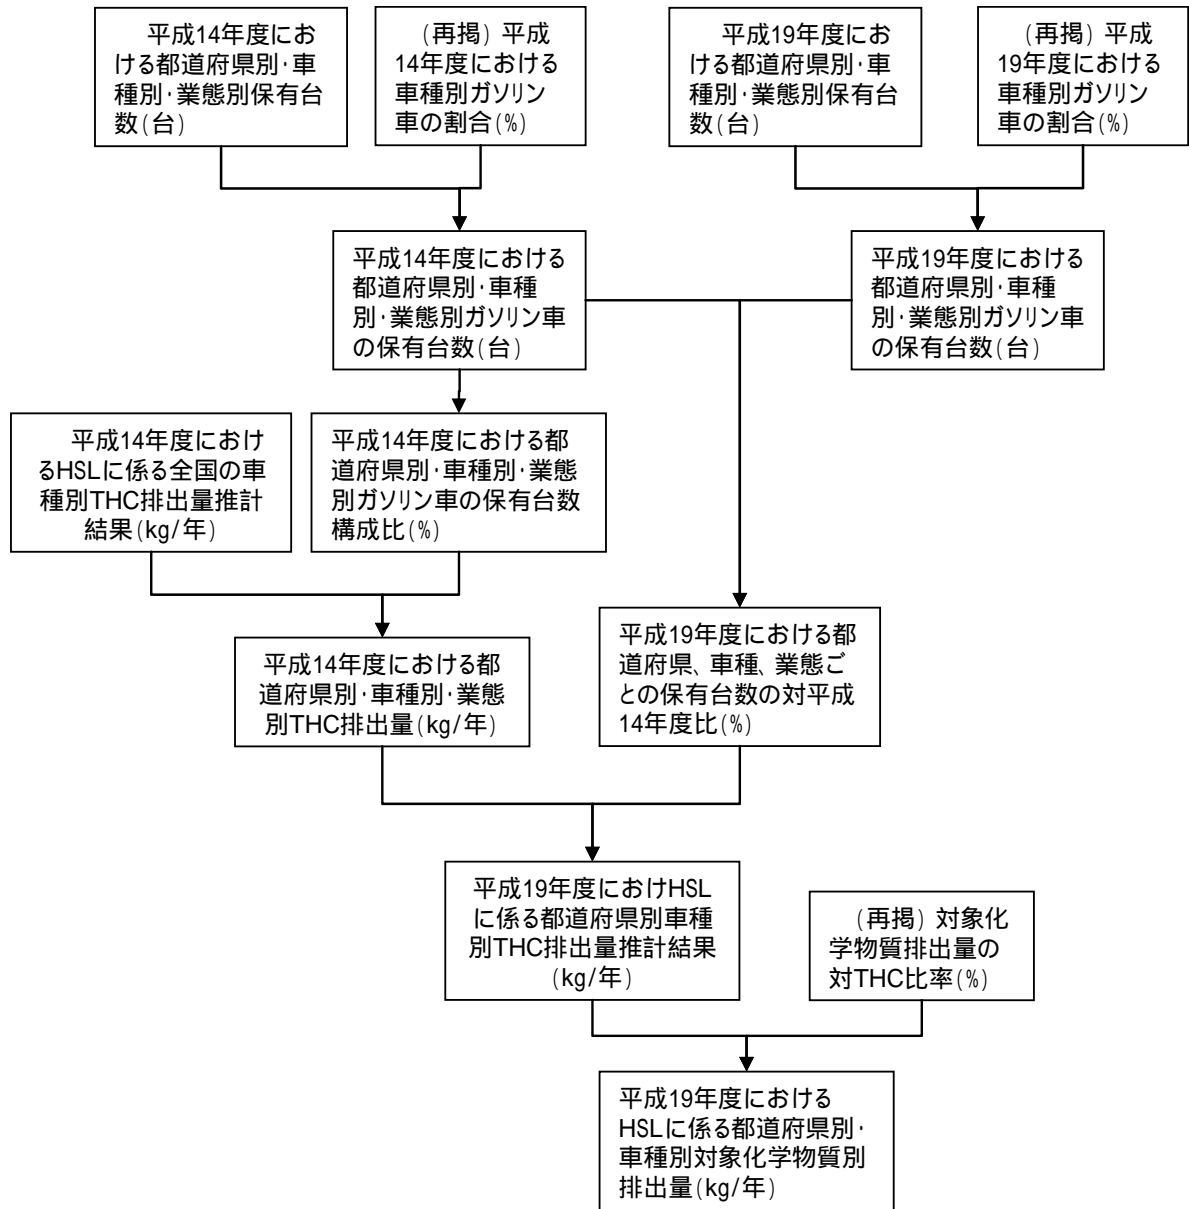 平成14年度にお
ける都道府県別・車
種別・業態別保有台
数(台)
(再掲) 平成
14年度における
車種別ガソリン
車の割合(%)
平成19年度にお
ける都道府県別・車
種別・業態別保有台
数(台)
(再掲) 平成
19年度における
車種別ガソリン
車の割合(%)
平成14年度における
都道府県別・車種
別・業態別ガソリン車
の保有台数(台)
平成19年度における
都道府県別・車種
別・業態別ガソリン車
の保有台数(台)
平成14年度におけ
るHSLに係る全国の車
種別THC排出量推計
結果(kg/年)
平成14年度における都
道府県別・車種別・業態
別ガソリン車の保有台数
構成比(%)
平成14年度における都
道府県別・車種別・業態
別THC排出量(kg/年)
平成19年度における都
道府県、車種、業態ご
との保有台数の対平成
14年度比(%)
平成19年度におけHSL
に係る都道府県別車種
別THC排出量推計結果
(kg/年)
(再掲) 対象化
学物質排出量の
対THC比率(%)
平成19年度における
HSLに係る都道府県別・
車種別対象化学物質別
排出量(kg/年)